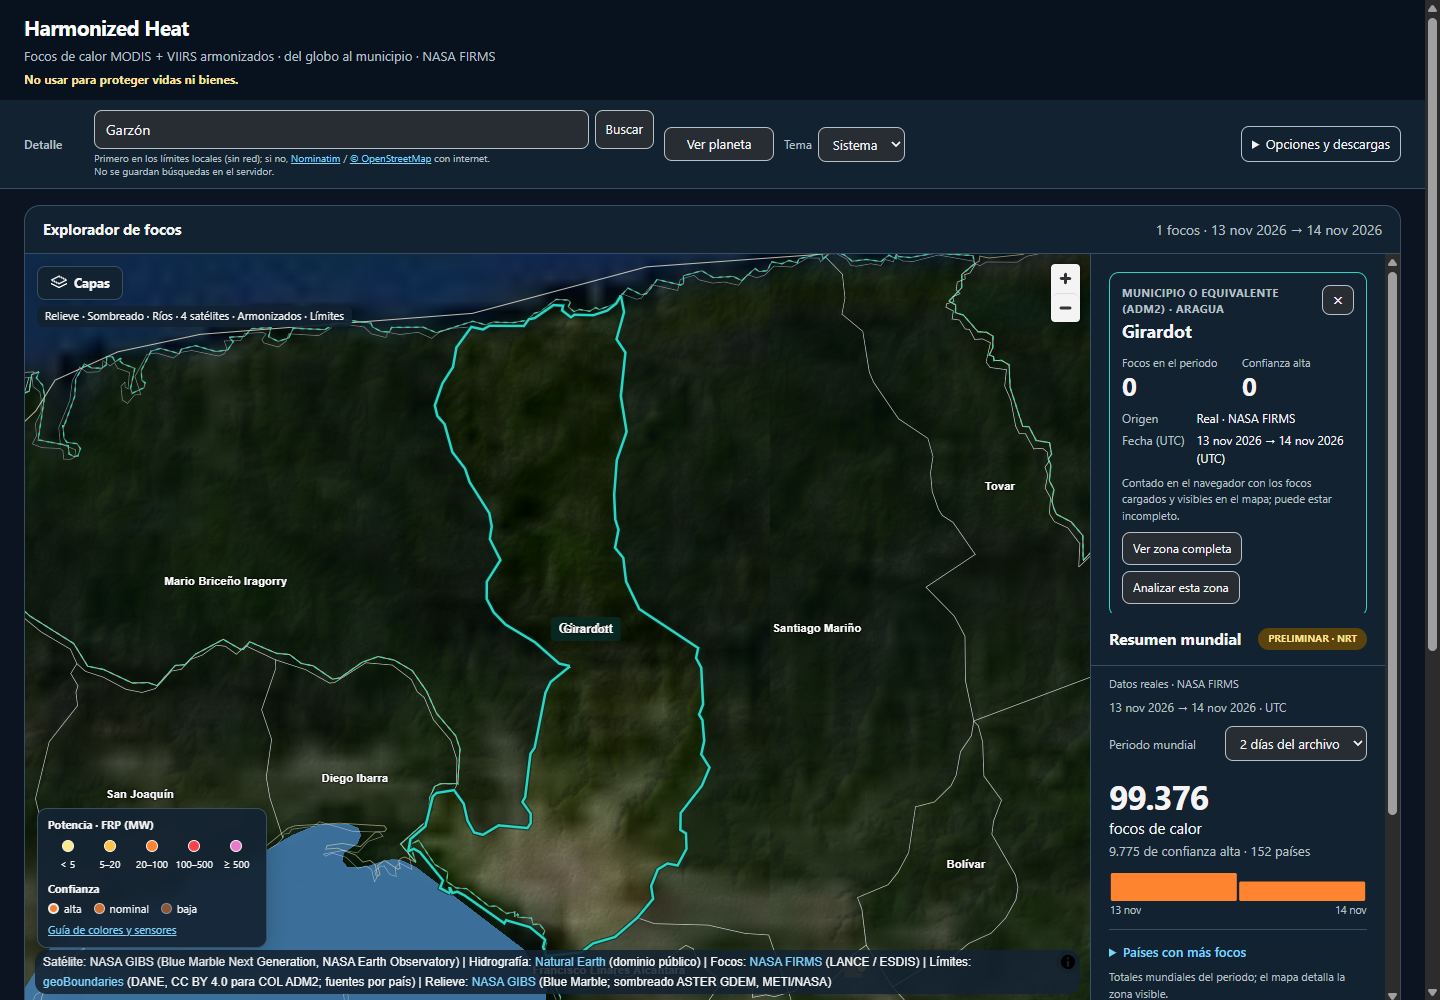 Harmonized Heat
Focos de calor MODIS + VIIRS armonizados · del globo al municipio · NASA FIRMS
No usar para proteger vidas ni bienes.
Detalle
Garzón
Buscar
Ver planeta
Tema
Sistema
▶ Opciones y descargas
Primero en los límites locales (sin red); si no, Nominatim / © OpenStreetMap con internet.
No se guardan búsquedas en el servidor.
Explorador de focos
1 focos · 13 nov 2026 → 14 nov 2026
Capas
Relieve · Sombreado · Ríos · 4 satélites · Armonizados · Límites
+
−
Tovar
Mario Briceño Iragorry
Girardot
Santiago Mariño
Diego Ibarra
San Joaquín
Bolívar
Potencia · FRP (MW)
< 5 5–20 20–100 100–500 ≥ 500
Confianza
alta nominal baja
Guía de colores y sensores
Francisco Linares Alcántara
Satélite: NASA GIBS (Blue Marble Next Generation, NASA Earth Observatory) | Hidrografía: Natural Earth (dominio público) | Focos: NASA FIRMS (LANCE / ESDIS) | Límites:
geoBoundaries (DANE, CC BY 4.0 para COL ADM2; fuentes por país) | Relieve: NASA GIBS (Blue Marble; sombreado ASTER GDEM, METI/NASA)
MUNICIPIO O EQUIVALENTE
(ADM2) · ARAGUA
×
Girardot
Focos en el periodo Confianza alta
0 0
Origen Real · NASA FIRMS
Fecha (UTC) 13 nov 2026 → 14 nov 2026
(UTC)
Contado en el navegador con los focos
cargados y visibles en el mapa; puede estar
incompleto.
Ver zona completa
Analizar esta zona
Resumen mundial PRELIMINAR · NRT
Datos reales · NASA FIRMS
13 nov 2026 → 14 nov 2026 · UTC
Periodo mundial 2 días del archivo
99.376
focos de calor
9.775 de confianza alta · 152 países
13 nov 14 nov
▶ Países con más focos
Totales mundiales del periodo; el mapa detalla la
zona visible.